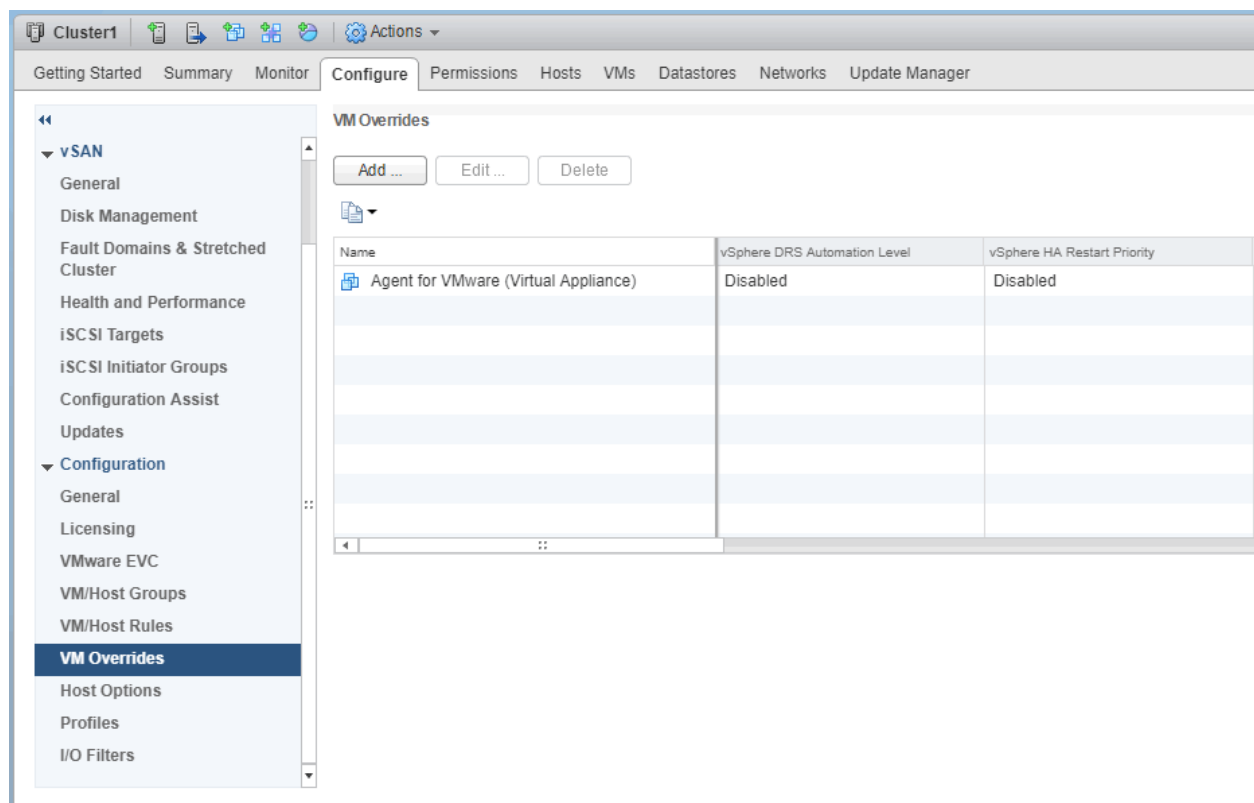 Cluster1 Actions
Getting Started Summary Monitor Configure Permissions Hosts VMs Datastores Networks Update Manager
vSAN
General
Disk Management
Fault Domains & Stretched
Cluster
Health and Performance
iSCSI Targets
iSCSI Initiator Groups
Configuration Assist
Updates
Configuration
General
Licensing
VMware EVC
VM/Host Groups
VM/Host Rules
VM Overrides
Host Options
Profiles
I/O Filters
VM Overrides
Add ... Edit ... Delete
Name vSphere DRS Automation Level vSphere HA Restart Priority
Agent for VMware (Virtual Appliance) Disabled Disabled